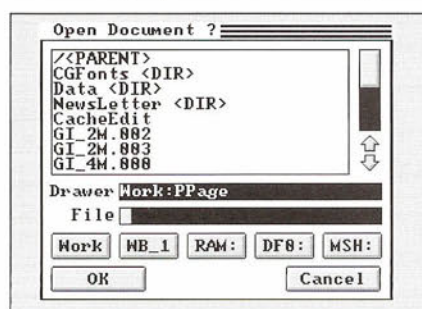 Open Document ?
/<PARENT>
CGFonts <DIR>
Data <DIR>
NewsLetter <DIR>
CacheEdit
GI_2M.002
GI_2M.003
GI_4M.000
Drawer Work:PPage
File
Work WB_1 RAM: DF0: MSH:
OK Cancel